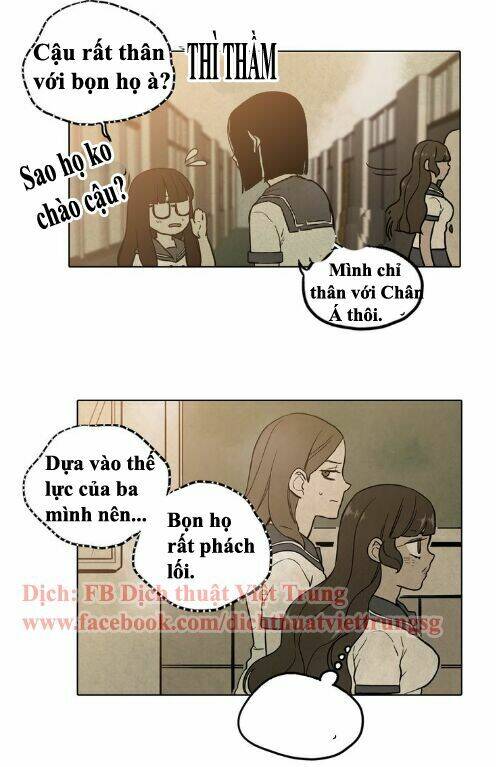 Cậu rất thân
với bọn họ à?
THÌ THẦM
Sao họ ko
chào cậu?
Mình chỉ
thân với Chân
Á thôi.
Dựa vào thế
lực của ba
mình nên...
Bọn họ
rất phách
lối.
Dịch: FB Dịch thuật Việt Trung
www.facebook.com/dichthuatviettrungsg